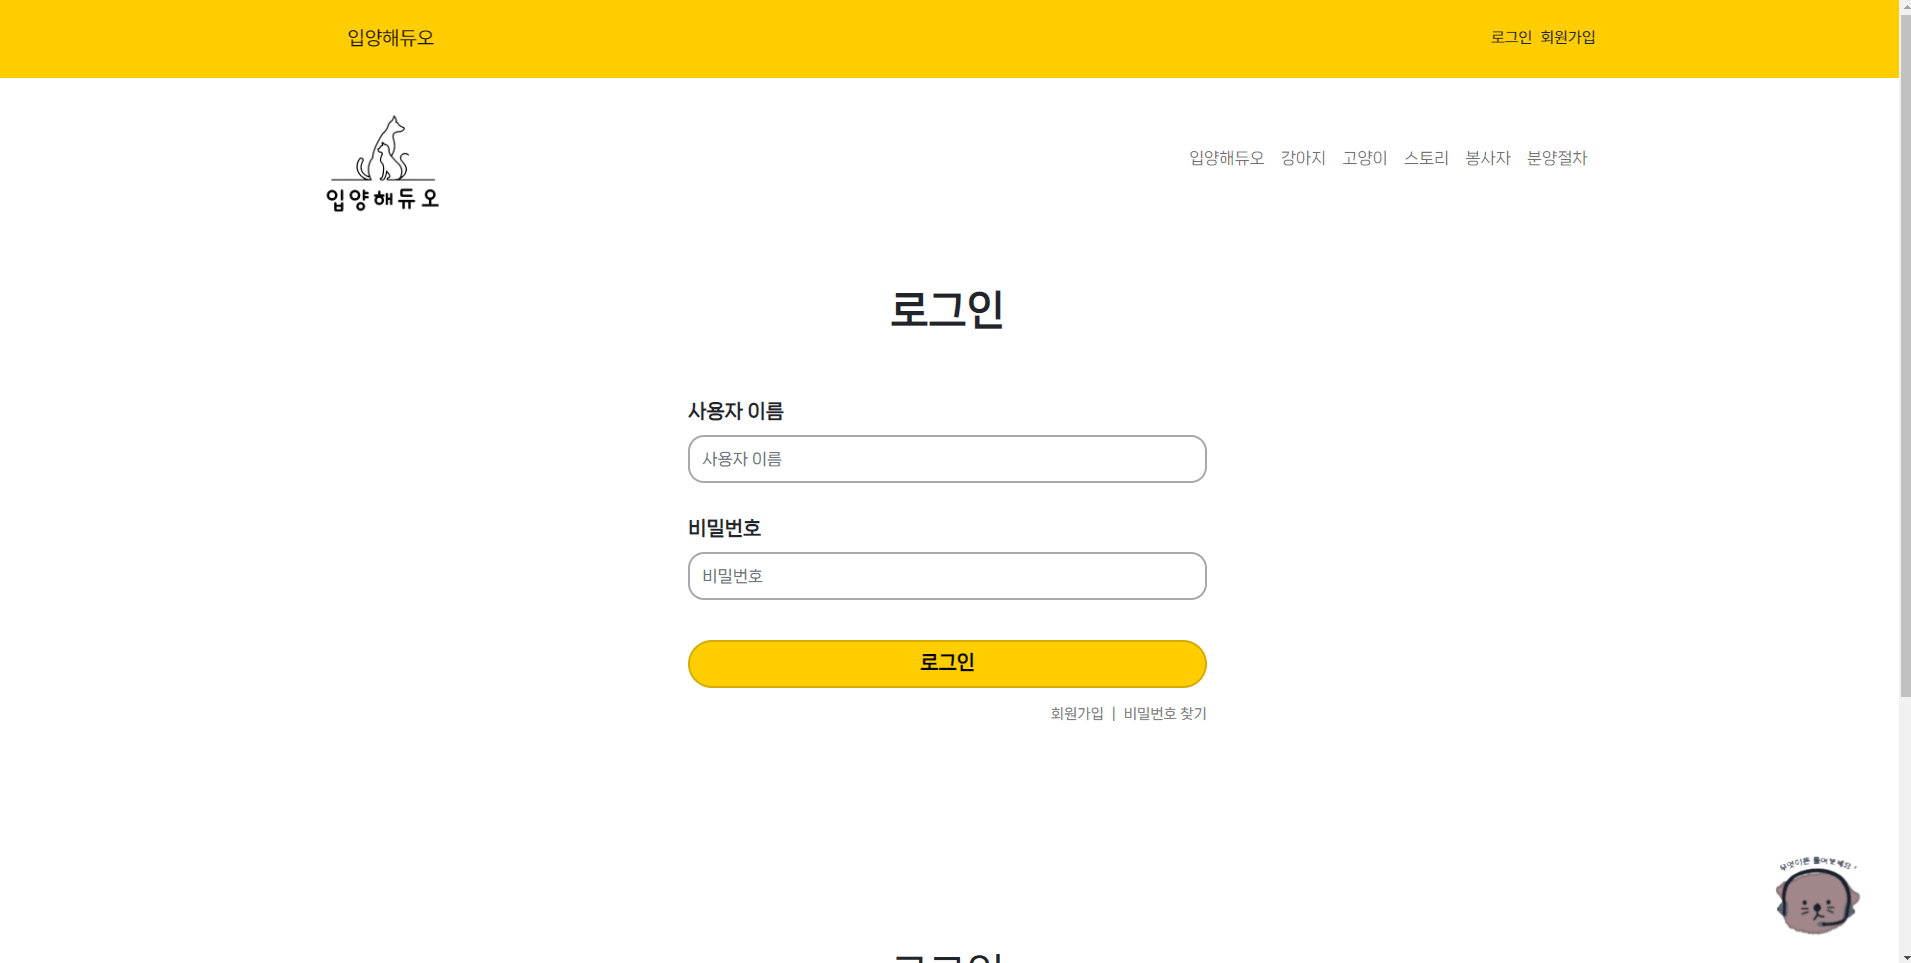 입양해듀오
로그인 회원가입
입양해듀오
입양해듀오 강아지 고양이 스토리 봉사자 분양절차
로그인
사용자 이름
사용자 이름
비밀번호
비밀번호
로그인
회원가입 | 비밀번호 찾기
무엇이든 물어보세요!
로그인